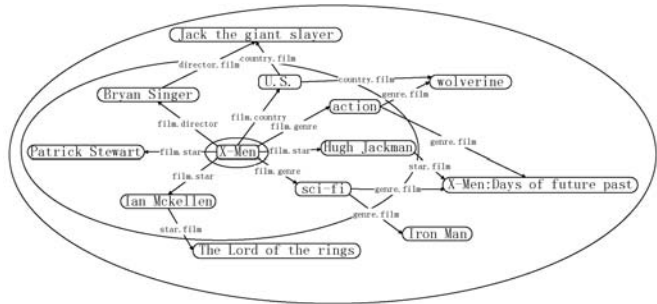 Jack the giant slayer
director.film
country.film
U.S.
country.film
wolverine
Bryan Singer
action
genre.film
film.country
film.director
film.genre
genre.film
Patrick Stewart
film.star
X-Men
film.star
Hugh Jackman
star.film
film.star
film.genre
sci-fi
genre.film
X-Men:Days of future past
Ian Mckellen
genre.film
star.film
Iron Man
The Lord of the rings